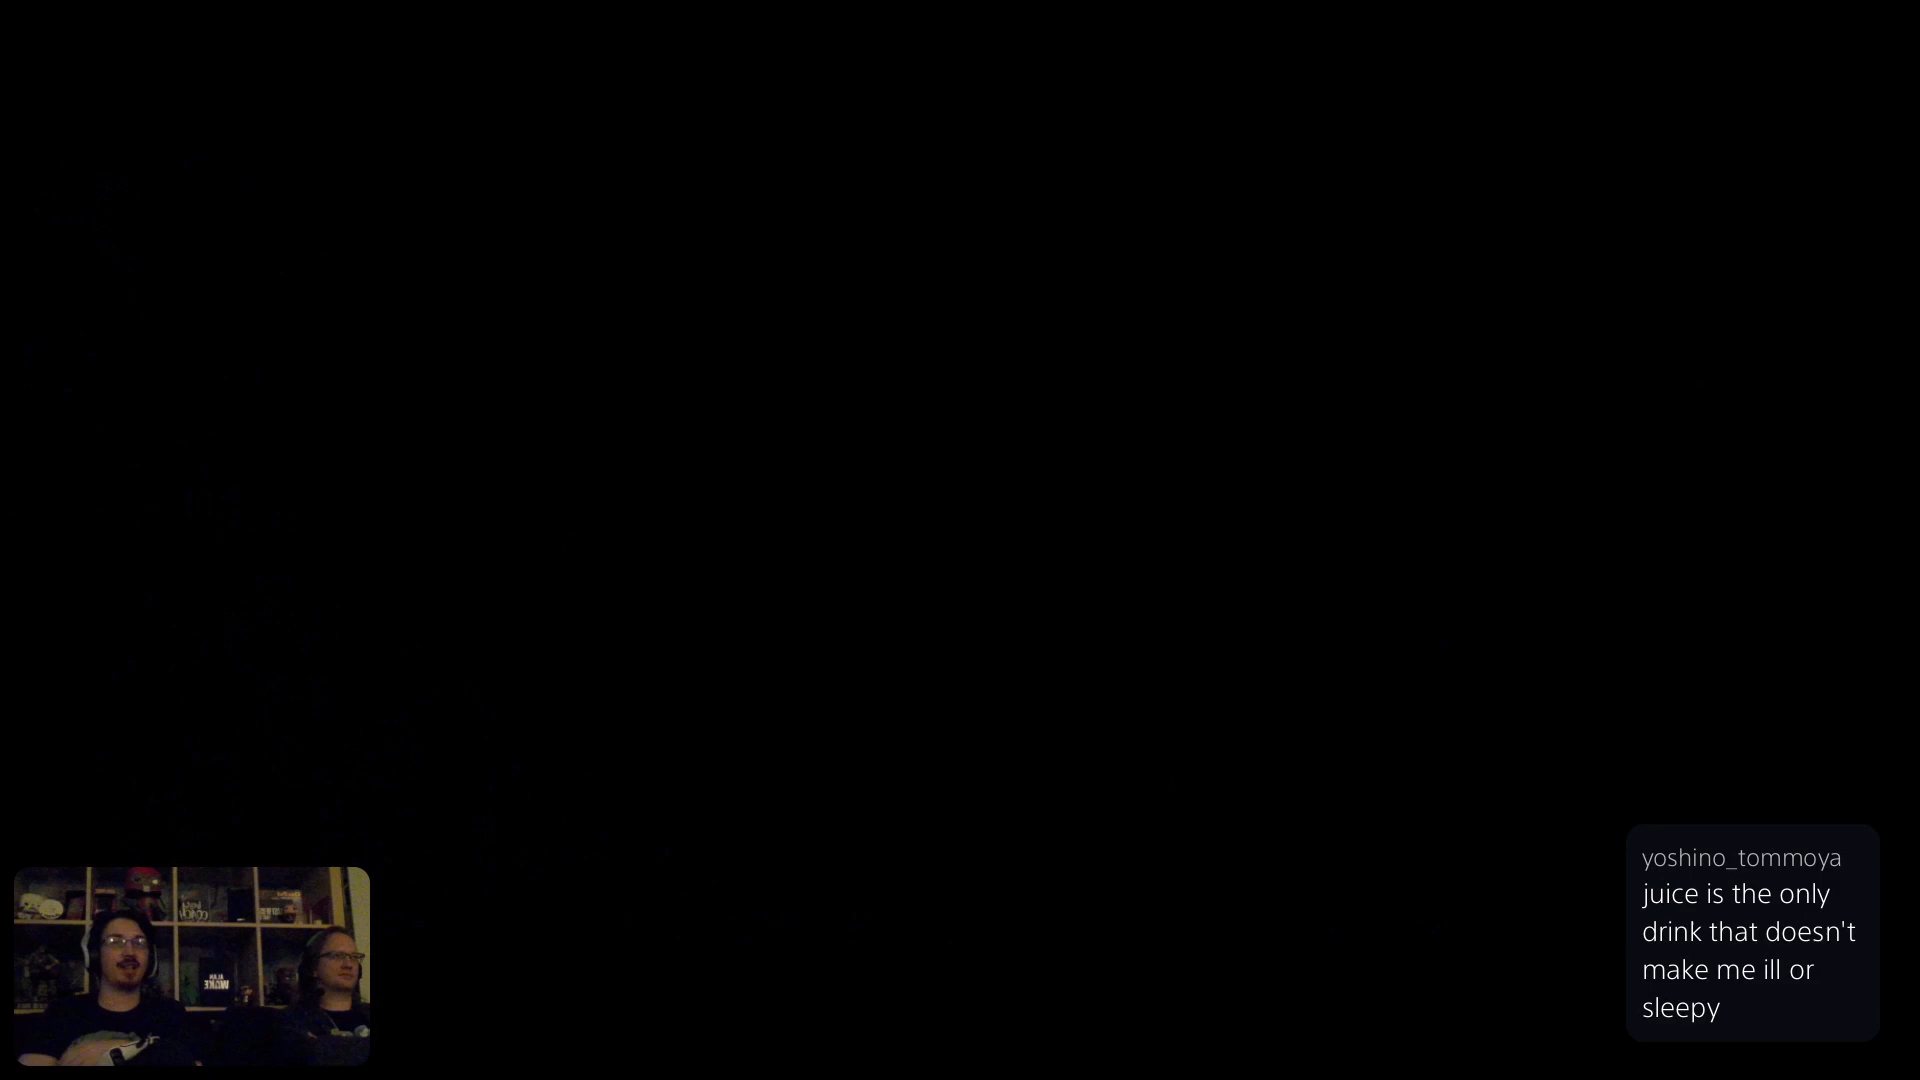 yoshino_tommoya
juice is the only
drink that doesn't
make me ill or
sleepy